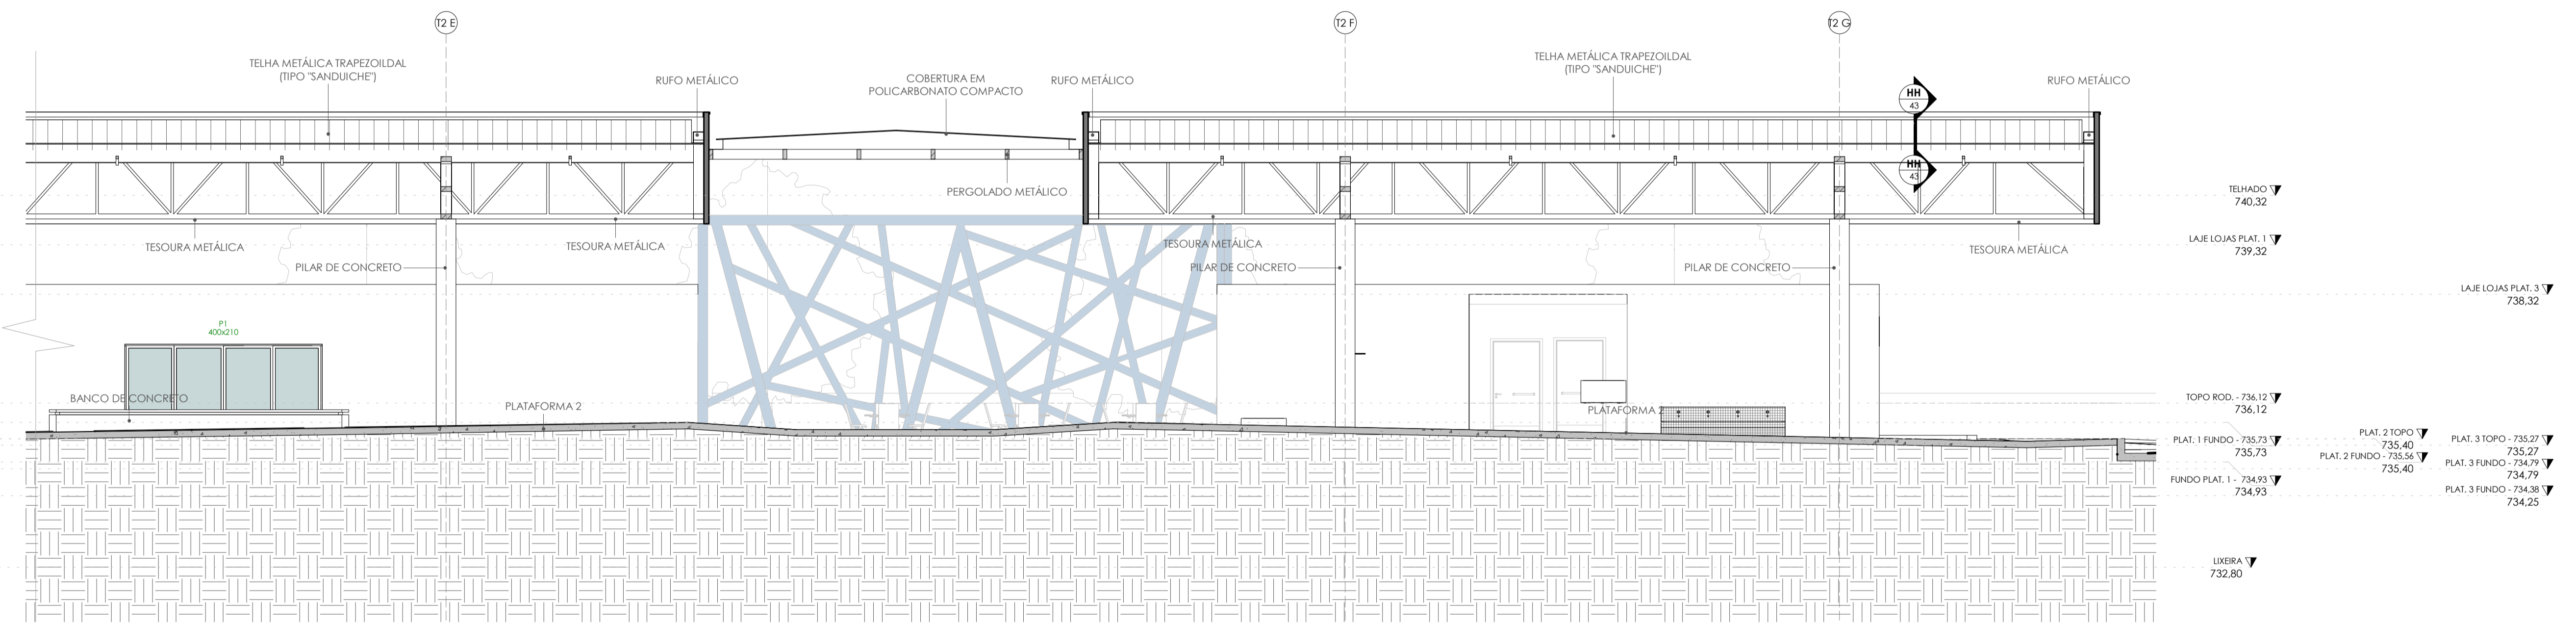 T2 E
T2 F
T2 G
TELHA METÁLICA TRAPEZOILDAL
(TIPO "SANDUICHE")
RUFO METÁLICO
COBERTURA EM
POLICARBONATO COMPACTO
RUFO METÁLICO
TELHA METÁLICA TRAPEZOILDAL
(TIPO "SANDUICHE")
RUFO METÁLICO
HH
43
HH
43
PERGOLADO METÁLICO
TESOURA METÁLICA
TESOURA METÁLICA
TESOURA METÁLICA
TESOURA METÁLICA
PILAR DE CONCRETO
PILAR DE CONCRETO
PILAR DE CONCRETO
P1
400x210
BANCO DE CONCRETO
PLATAFORMA 2
PLATAFORMA 2
TELHADO
740,32
LAJE LOJAS PLAT. 1
739,32
LAJE LOJAS PLAT. 3
738,32
TOPO ROD. - 736,12
736,12
PLAT. 1 FUNDO - 735,73
735,73
PLAT. 2 TOPO
735,40
PLAT. 3 TOPO - 735,27
735,27
PLAT. 2 FUNDO - 735,56
735,40
PLAT. 3 FUNDO - 734,79
734,79
FUNDO PLAT. 1 - 734,93
734,93
PLAT. 3 FUNDO - 734,38
734,25
LIXEIRA
732,80